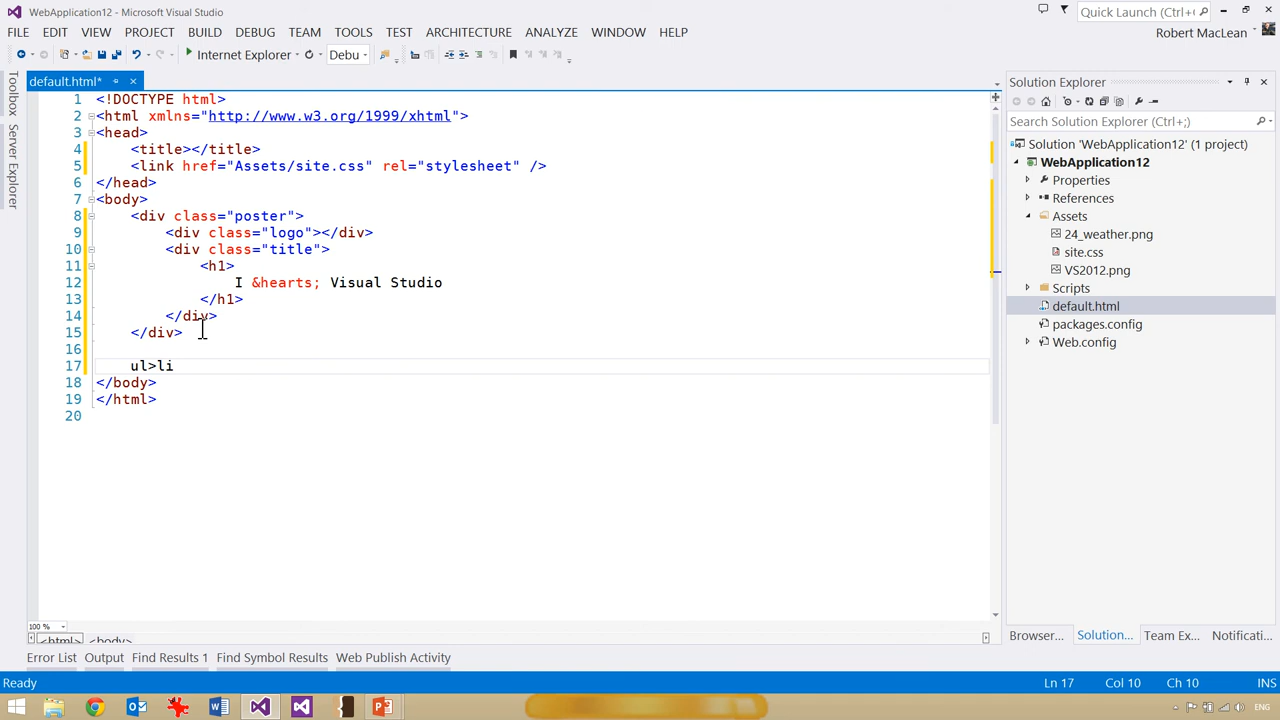 WebApplication12 - Microsoft Visual Studio
Quick Launch (Ctrl+
FILE EDIT VIEW PROJECT BUILD DEBUG TEAM TOOLS TEST ARCHITECTURE ANALYZE WINDOW HELP
Robert MacLean
Internet Explorer
Debu
default.html*
Toolbox
Server Explorer
1 <!DOCTYPE html>
2 <html xmlns="http://www.w3.org/1999/xhtml">
3 <head>
4 <title></title>
5 <link href="Assets/site.css" rel="stylesheet" />
6 </head>
7 <body>
8 <div class="poster">
9 <div class="logo"></div>
10 <div class="title">
11 <h1>
12 I &hearts; Visual Studio
13 </h1>
14 </div>
15 </div>
16
17 ul>li
18 </body>
19 </html>
20
Solution Explorer
Search Solution Explorer (Ctrl+;)
Solution 'WebApplication12' (1 project)
WebApplication12
Properties
References
Assets
24_weather.png
site.css
VS2012.png
Scripts
default.html
packages.config
Web.config
100 %
<html> <body>
Browser... Solution... Team Ex... Notificati...
Error List Output Find Results 1 Find Symbol Results Web Publish Activity
Ready Ln 17 Col 10 Ch 10 INS
ENG